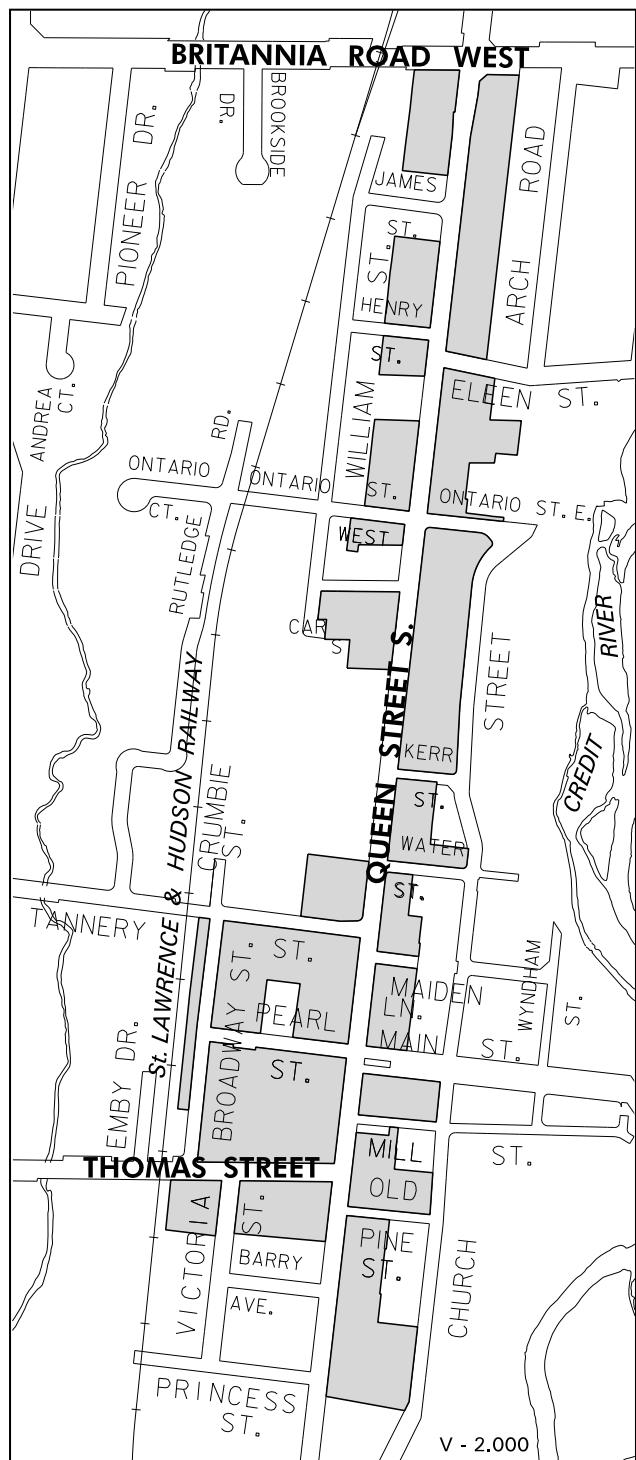 BRITANNIA ROAD WEST
PIONEER DR.
BROOKSIDE
DR.
JAMES
ST.
ARCH ROAD
ST.
HENRY
ST.
ELEEN ST.
ANDREA
CT.
WILLIAM
RD.
ONTARIO
CT.
ONTARIO
ST.
WEST
ONTARIO ST. E.
DRIVE
RUTLEDGE
CAR
S
QUEEN STREET S.
STREET
RIVER
CREDIT
KERR
ST.
WATER
ST.
St. LAWRENCE & HUDSON RAILWAY
CRUMBIE
ST.
TANNERY
ST.
BROADWAY ST.
PEARL
ST.
MAIDEN
LN.
MAIN
ST.
WYNDHAM
ST.
EMBY DR.
THOMAS STREET
MILL
ST.
OLD
PINE
ST.
VICTORIA
ST.
BARRY
AVE.
CHURCH
PRINCESS
ST.
V - 2.000